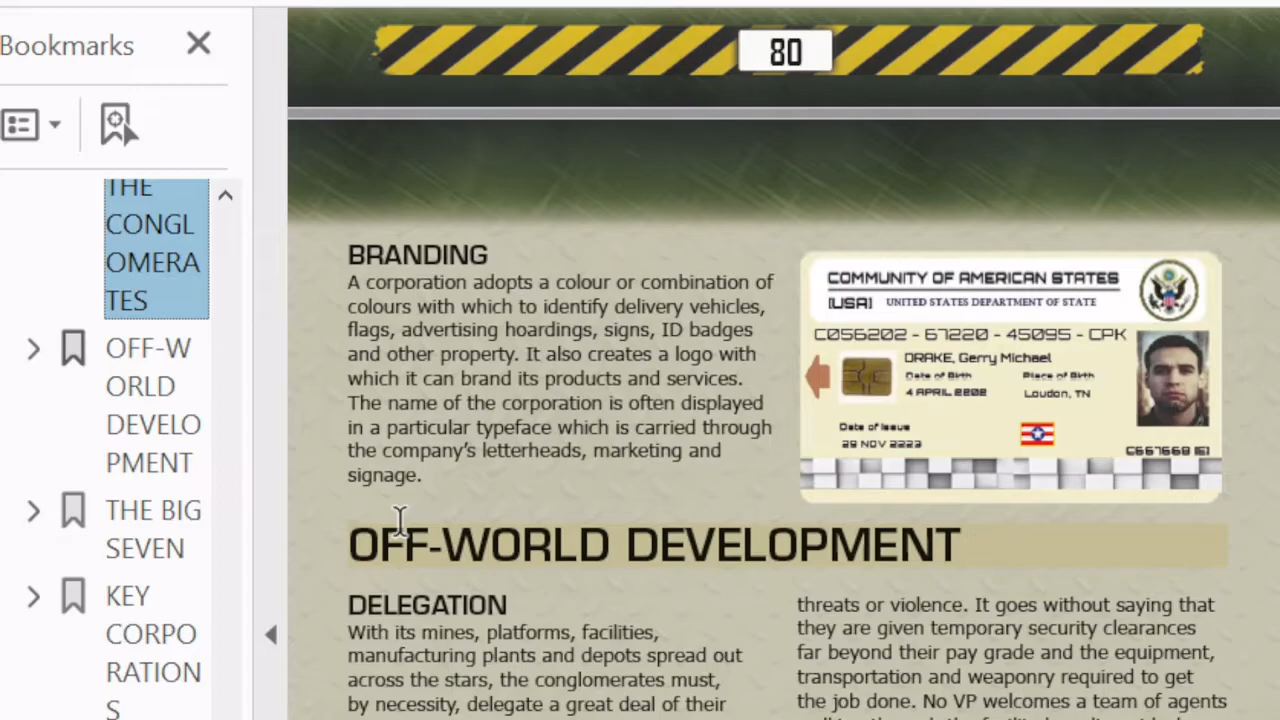 Bookmarks
THE
CONGL
OMERA
TES
OFF-W
ORLD
DEVELO
PMENT
THE BIG
SEVEN
KEY
CORPO
RATION
S
80
BRANDING
A corporation adopts a colour or combination of
colours with which to identify delivery vehicles,
flags, advertising hoardings, signs, ID badges
and other property. It also creates a logo with
which it can brand its products and services.
The name of the corporation is often displayed
in a particular typeface which is carried through
the company's letterheads, marketing and
signage.
COMMUNITY OF AMERICAN STATES
[USA] UNITED STATES DEPARTMENT OF STATE
C056202 - 67220 - 45095 - CPK
DRAKE, Gerry Michael
Date of Birth Place of Birth
4 APRIL Loudon, TN
Date of Issue
29 NOV 2223
OFF-WORLD DEVELOPMENT
DELEGATION
With its mines, platforms, facilities,
manufacturing plants and depots spread out
across the stars, the conglomerates must,
by necessity, delegate a great deal of their
threats or violence. It goes without saying that
they are given temporary security clearances
far beyond their pay grade and the equipment,
transportation and weaponry required to get
the job done. No VP welcomes a team of agents